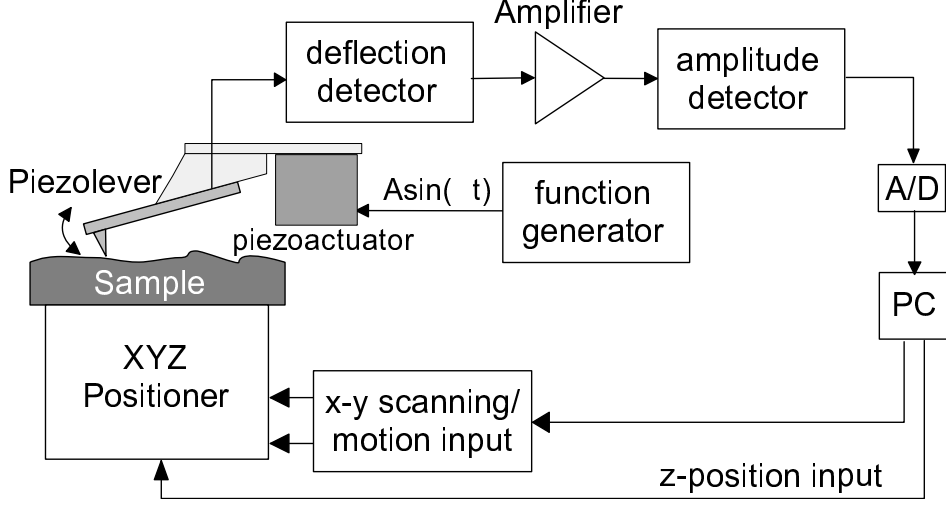 Amplifier
deflection
detector
amplitude
detector
Piezolever
Asin( t)
function
generator
A/D
piezoactuator
Sample
PC
XYZ
Positioner
x-y scanning/
motion input
z-position input